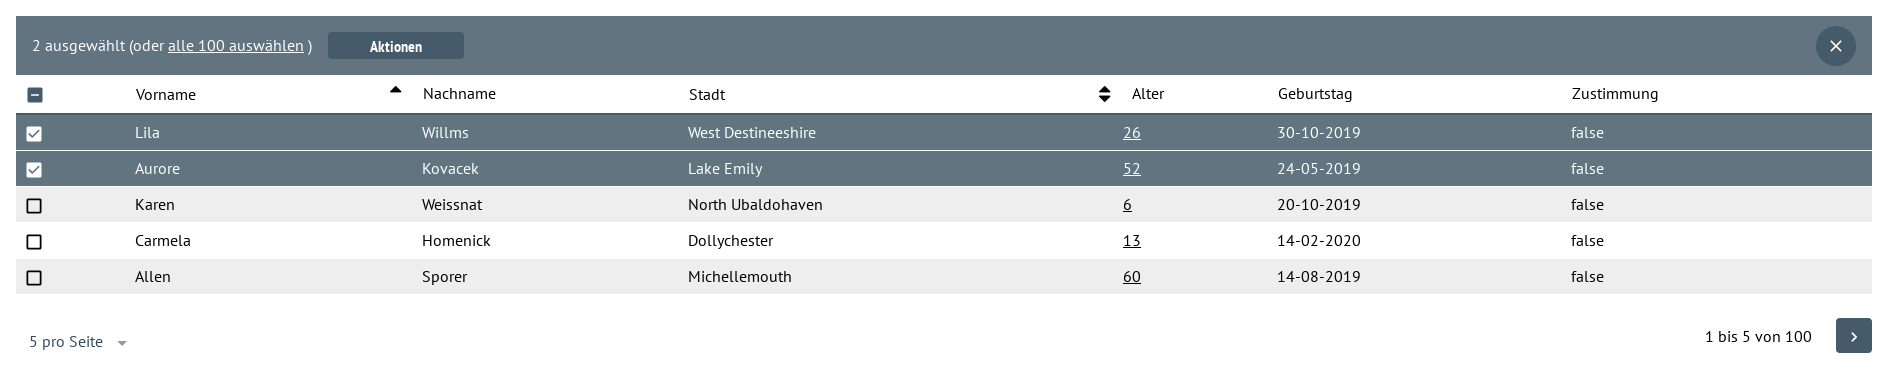 2 ausgewählt (oder alle 100 auswählen ) Aktionen
Vorname Nachname Stadt Alter Geburtstag Zustimmung
Lila Willms West Destineeshire 26 30-10-2019 false
Aurore Kovacek Lake Emily 52 24-05-2019 false
Karen Weissnat North Ubaldohaven 6 20-10-2019 false
Carmela Homenick Dollychester 13 14-02-2020 false
Allen Sporer Michellemouth 60 14-08-2019 false
5 pro Seite 1 bis 5 von 100